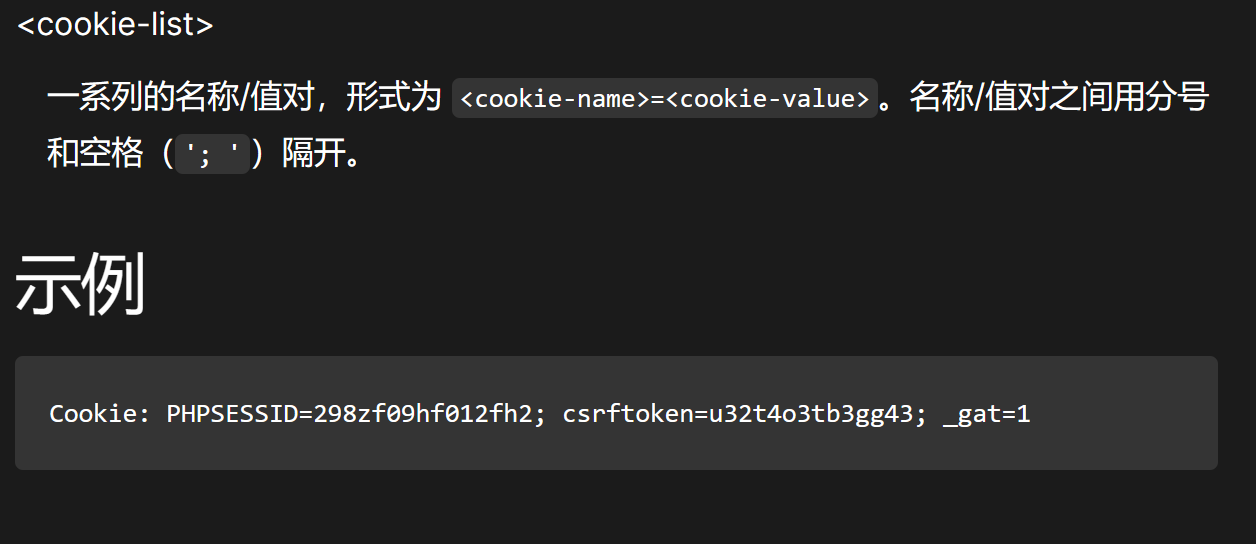 <cookie-list>
一系列的名称/值对，形式为 <cookie-name>=<cookie-value>。名称/值对之间用分号
和空格（'; '）隔开。
示例
Cookie: PHPSESSID=298zf09hf012fh2; csrftoken=u32t4o3tb3gg43; _gat=1